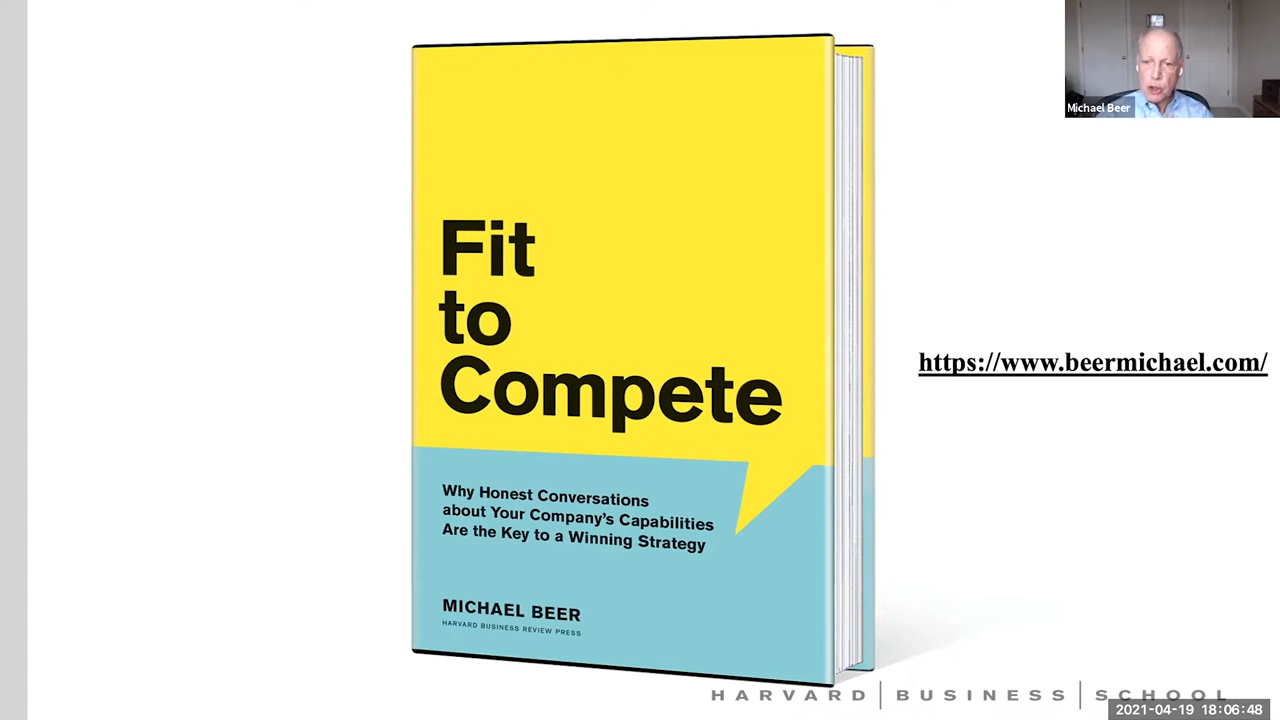 Michael Beer
Fit
to
Compete
https://www.beermichael.com/
Why Honest Conversations
about Your Company's Capabilities
Are the Key to a Winning Strategy
MICHAEL BEER
HARVARD BUSINESS REVIEW PRESS
HARVARD | BUSINESS | SCHOOL
2021-04-19 18:06:48